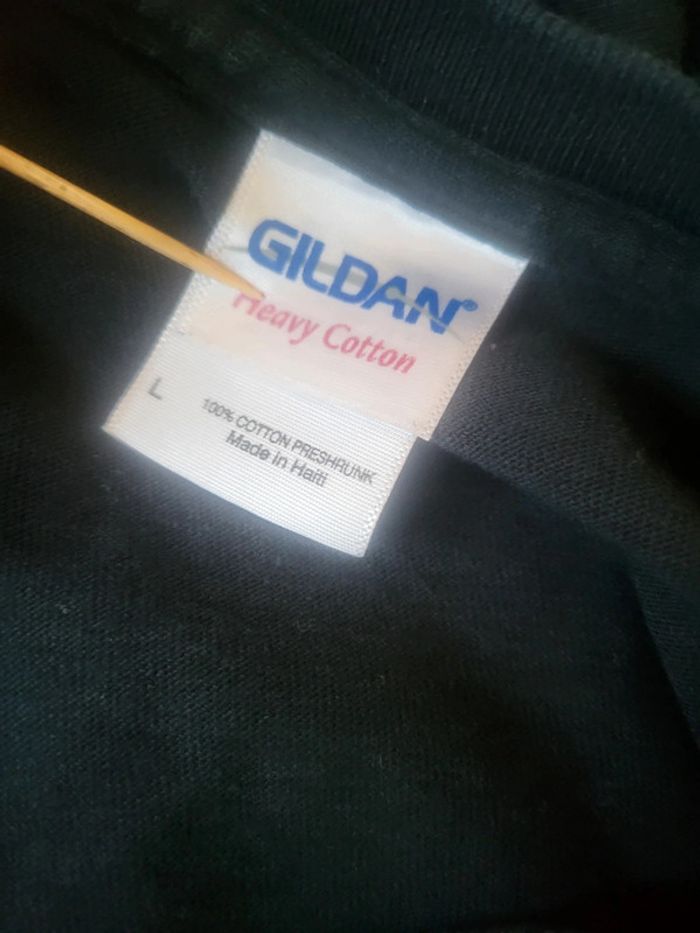 GILDAN®
Heavy Cotton
L
100% COTTON PRESHRUNK
Made in Haiti